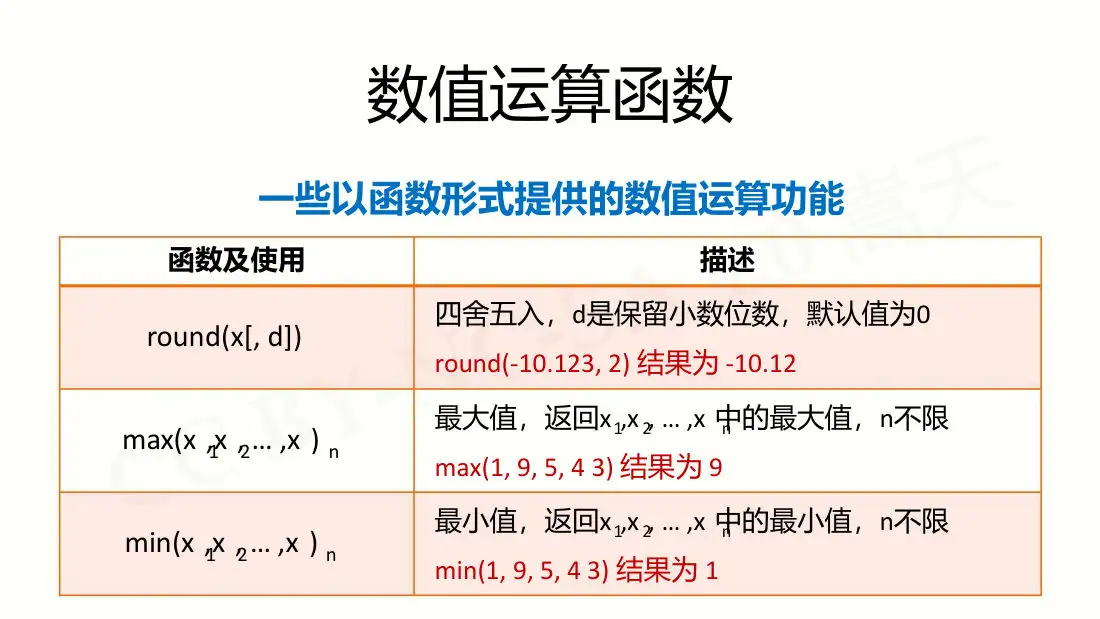 数值运算函数
一些以函数形式提供的数值运算功能
函数及使用
描述
round(x[, d])
四舍五入，d是保留小数位数，默认值为0
round(-10.123, 2) 结果为 -10.12
max(x₁,x₂, … ,xₙ)
最大值，返回x₁,x₂, … ,xₙ中的最大值，n不限
max(1, 9, 5, 4 3) 结果为 9
min(x₁,x₂, … ,xₙ)
最小值，返回x₁,x₂, … ,xₙ中的最小值，n不限
min(1, 9, 5, 4 3) 结果为 1